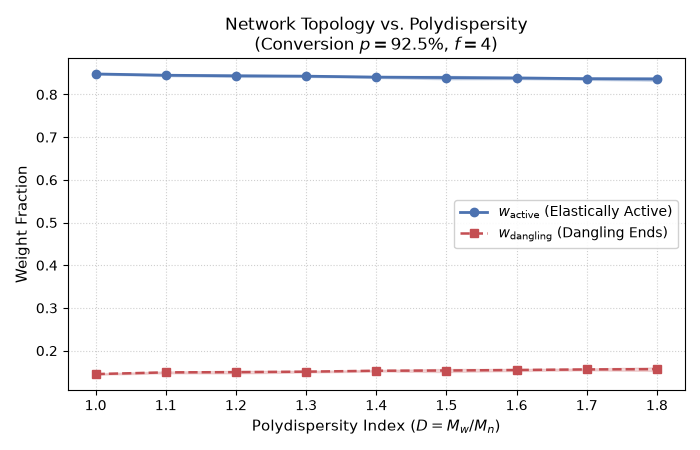 Network Topology vs. Polydispersity
(Conversion p = 92.5%, f = 4)
Weight Fraction
0.8
0.7
0.6
0.5
0.4
0.3
0.2
w_active (Elastically Active)
w_dangling (Dangling Ends)
1.0 1.1 1.2 1.3 1.4 1.5 1.6 1.7 1.8
Polydispersity Index (D = M_w/M_n)